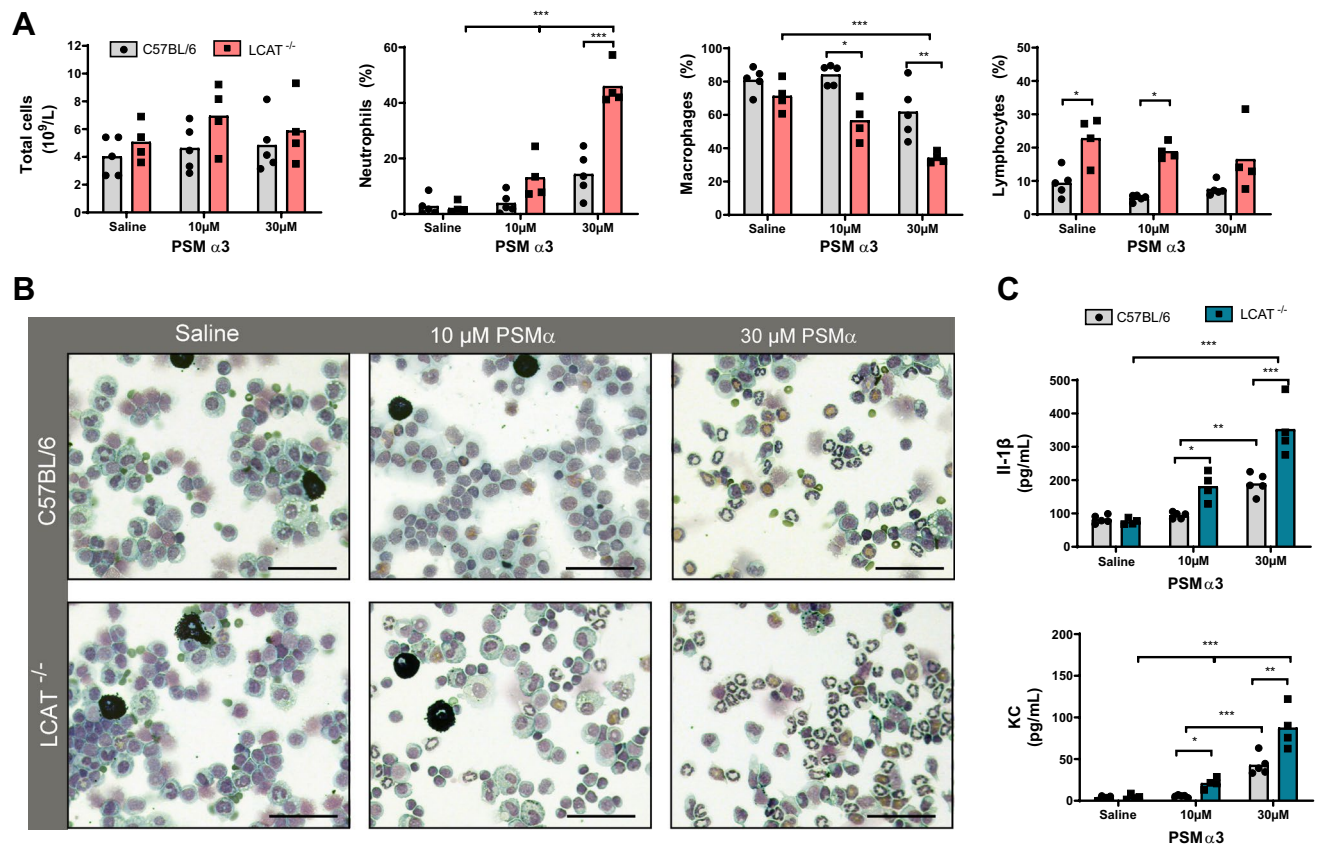 A
C57BL/6
LCAT -/-
Total cells
(10⁹/L)
12
10
8
6
4
2
0
Saline
10µM
30µM
PSM α3
***
***
Neutrophils (%)
60
40
20
0
Saline
10µM
30µM
PSM α3
***
*
**
Macrophages (%)
100
80
60
40
20
0
Saline
10µM
30µM
PSM α3
*
*
Lymphocytes (%)
50
40
30
20
10
0
Saline
10µM
30µM
PSM α3
B
Saline
10 µM PSMα
30 µM PSMα
C57BL/6
LCAT -/-
C
C57BL/6
LCAT -/-
***
***
**
*
Il-1β
(pg/mL)
500
400
300
200
100
0
Saline
10µM
30µM
PSM α3
***
**
***
*
KC
(pg/mL)
200
150
100
50
0
Saline
10µM
30µM
PSM α3